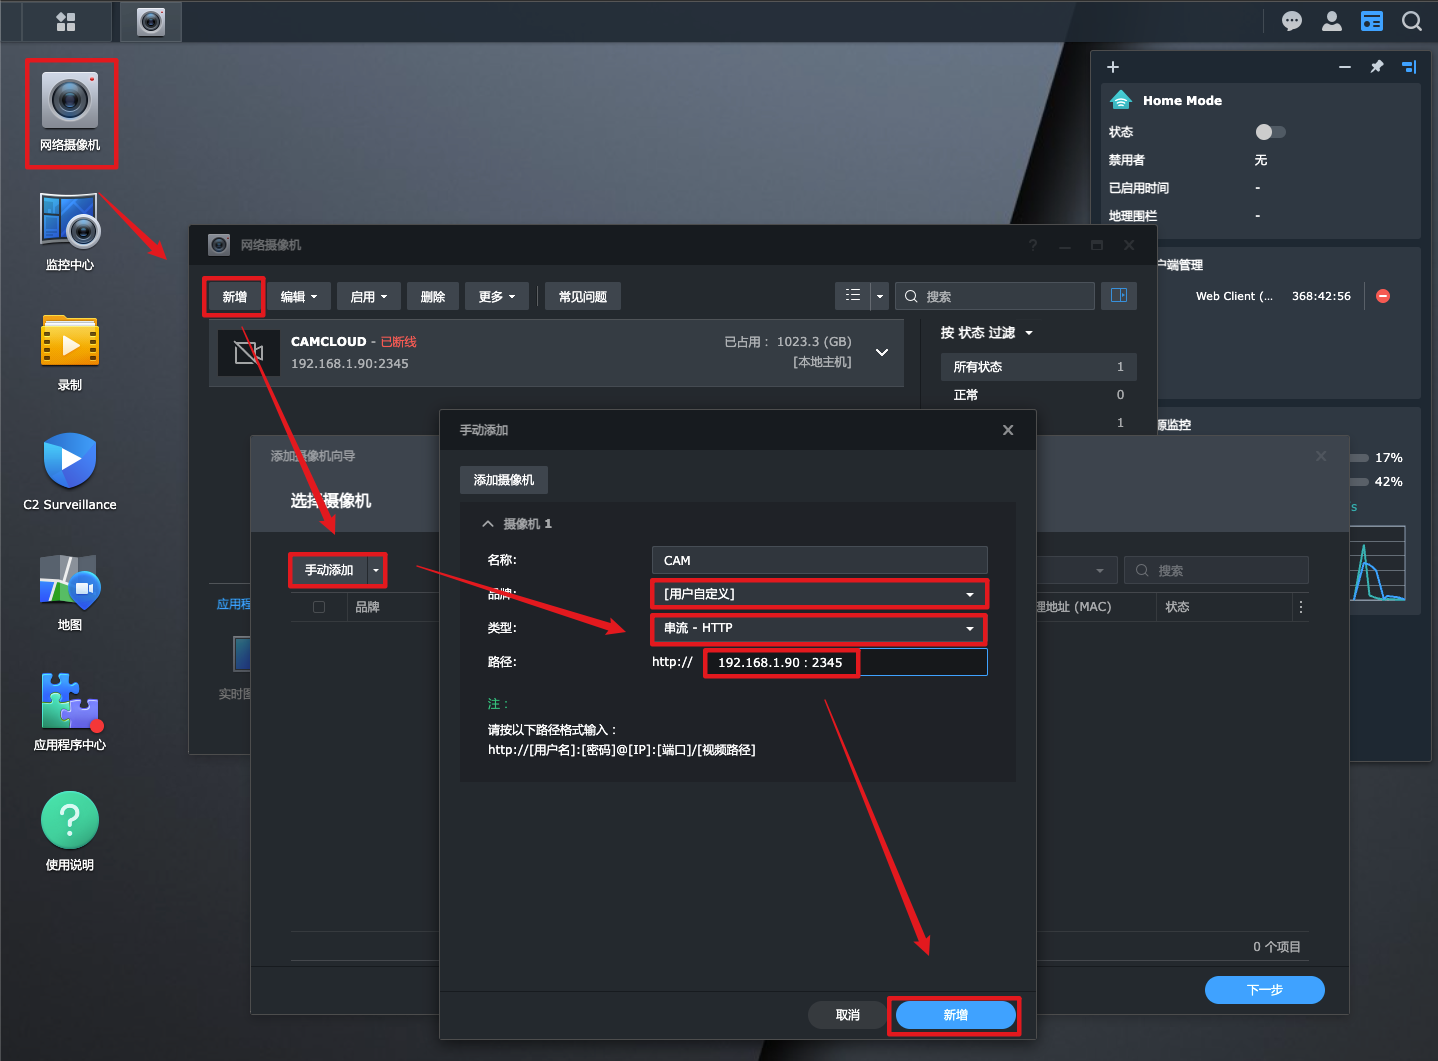 网络摄像机
监控中心
录制
C2 Surveillance
地图
应用程序中心
使用说明
Home Mode
状态
禁用者
无
已启用时间
-
地理围栏
-
户端管理
Web Client (...
368:42:56
源监控
17%
42%
s
网络摄像机
新增
编辑
启用
删除
更多
常见问题
搜索
CAMCLOUD - 已断线
192.168.1.90:2345
已占用： 1023.3 (GB)
[本地主机]
按 状态 过滤
所有状态
1
正常
0
1
应用程
实时图
添加摄像机向导
选择摄像机
手动添加
搜索
品牌
理地址 (MAC)
状态
0 个项目
下一步
手动添加
添加摄像机
摄像机 1
名称:
CAM
品牌:
[用户自定义]
类型:
串流 - HTTP
路径:
http://
192.168.1.90 : 2345
注：
请按以下路径格式输入：
http://[用户名]:[密码]@[IP]:[端口]/[视频路径]
取消
新增